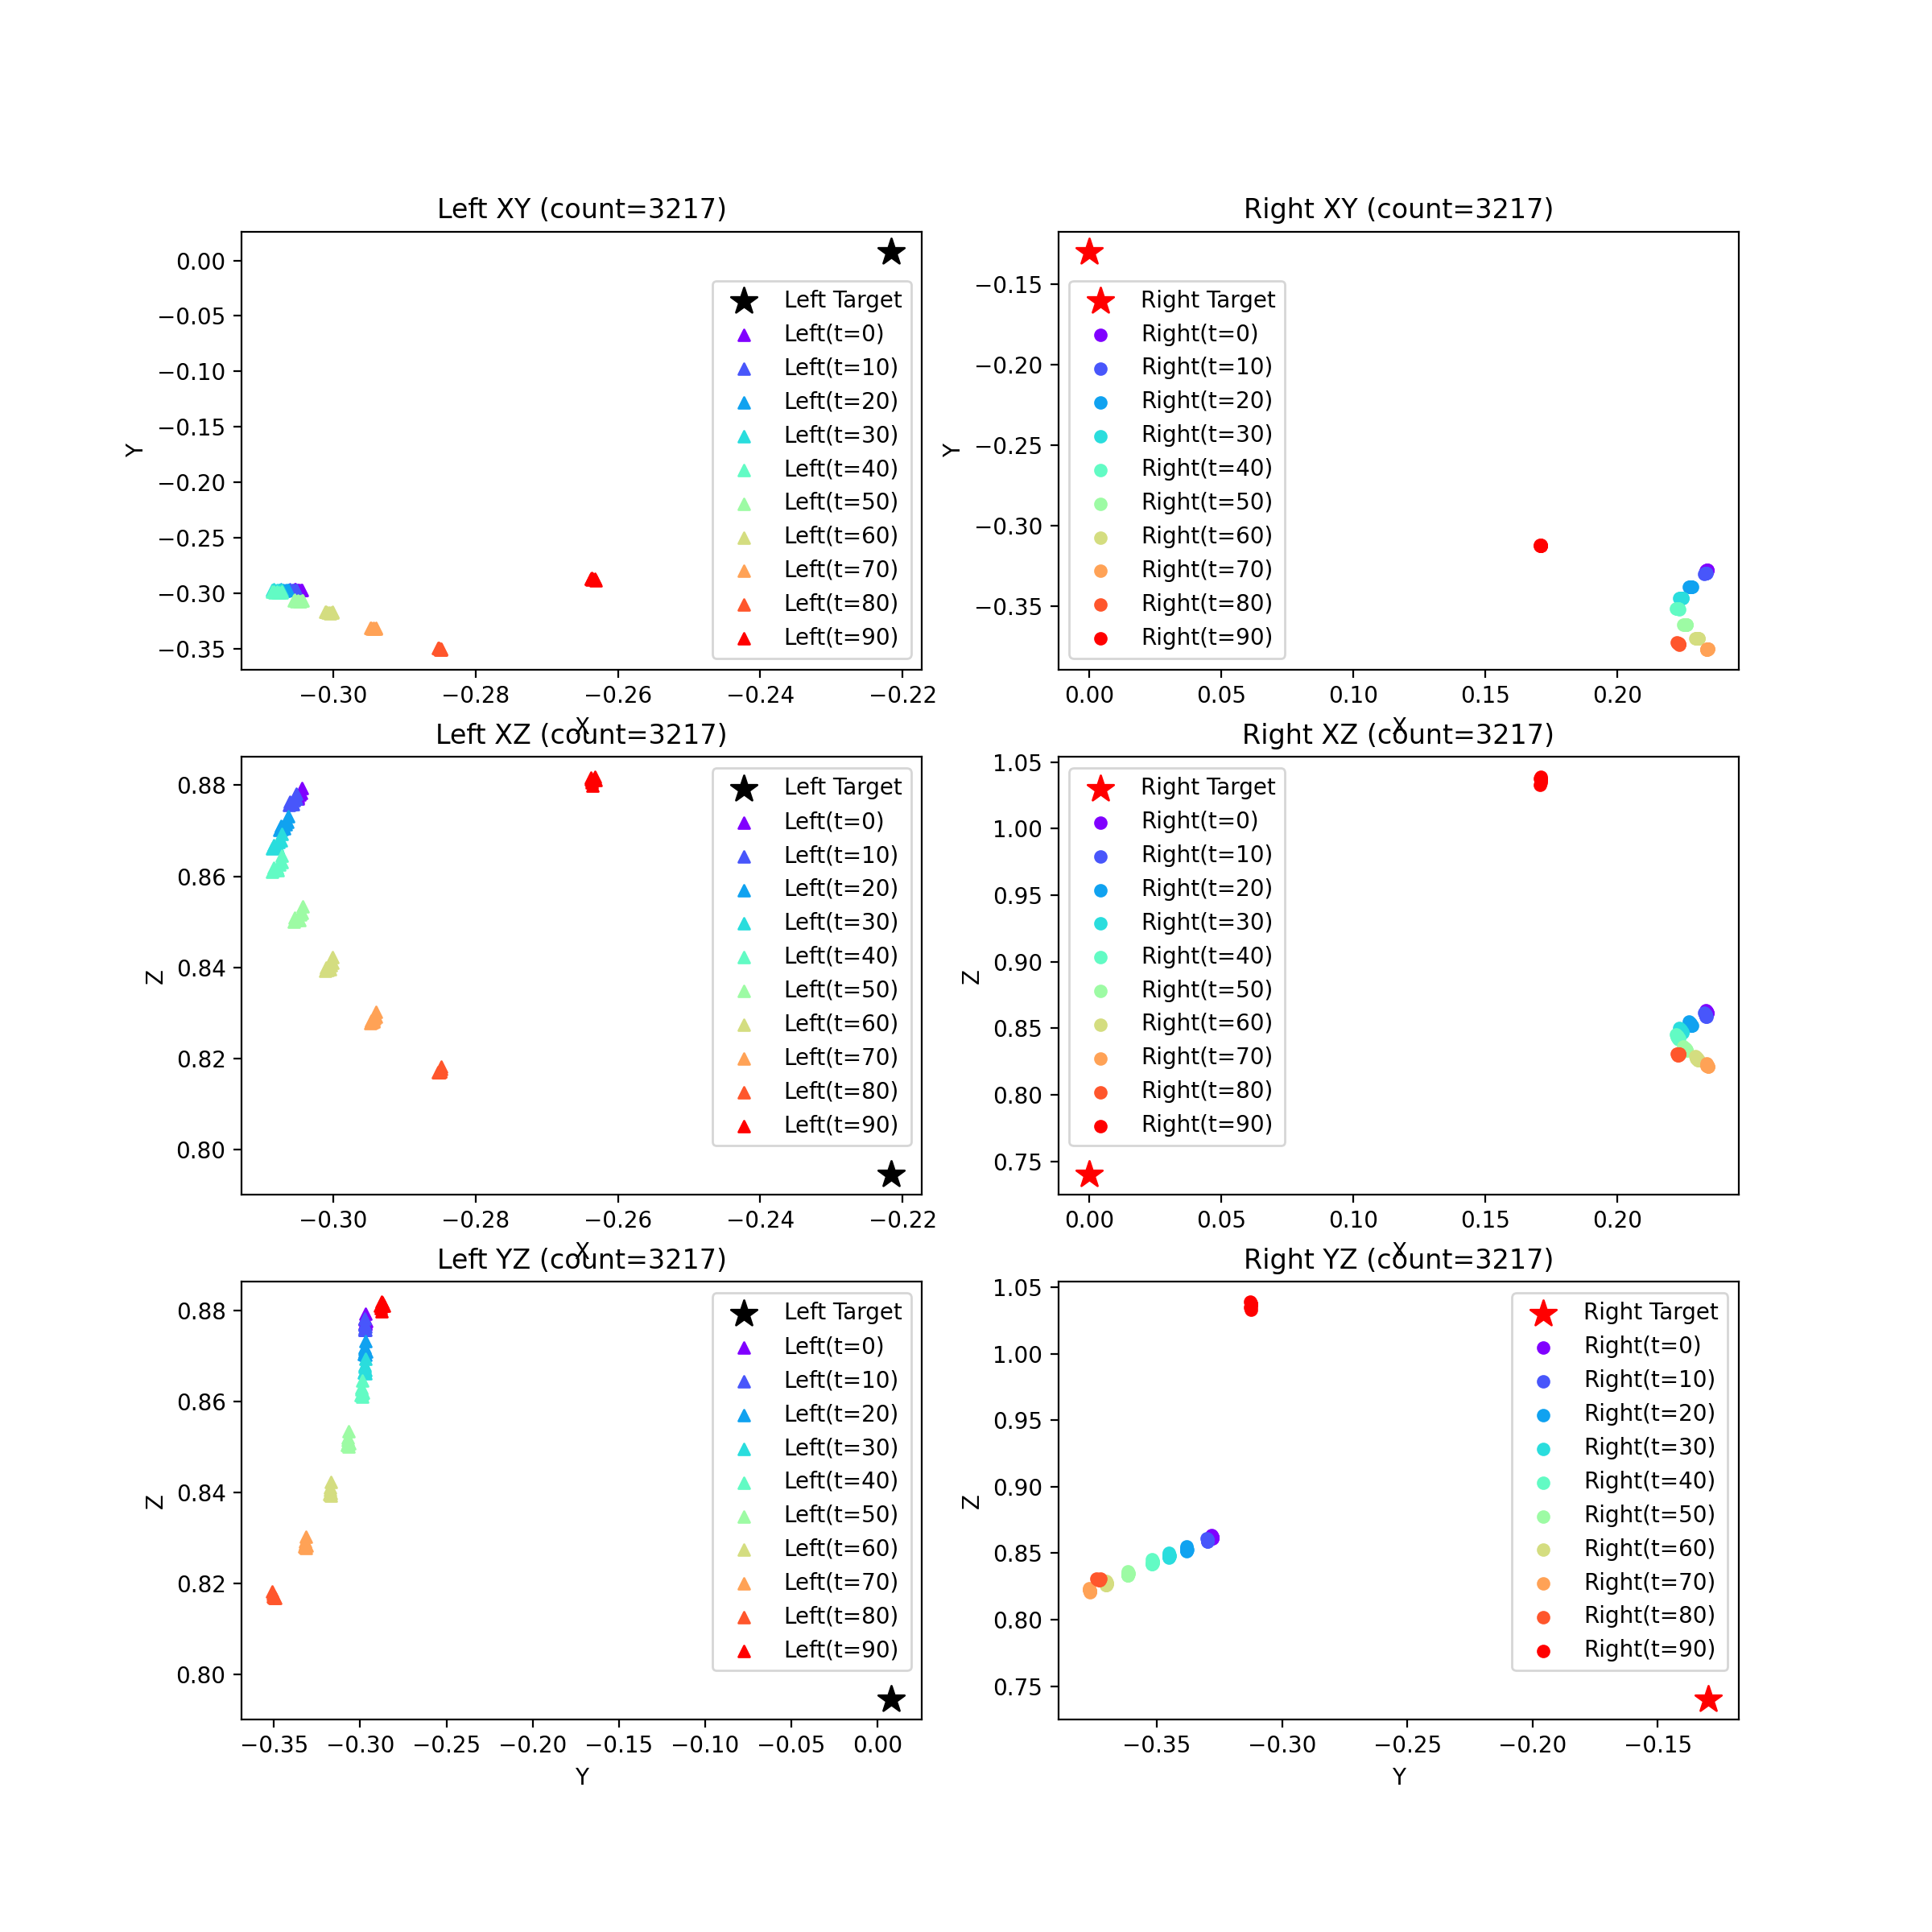 Left XY (count=3217)
0.00
−0.05
−0.10
−0.15
−0.20
−0.25
−0.30
−0.35
Y
−0.30
−0.28
−0.26
−0.24
−0.22
X
Left Target
Left(t=0)
Left(t=10)
Left(t=20)
Left(t=30)
Left(t=40)
Left(t=50)
Left(t=60)
Left(t=70)
Left(t=80)
Left(t=90)
Right XY (count=3217)
−0.15
−0.20
−0.25
−0.30
−0.35
Y
0.00
0.05
0.10
0.15
0.20
X
Right Target
Right(t=0)
Right(t=10)
Right(t=20)
Right(t=30)
Right(t=40)
Right(t=50)
Right(t=60)
Right(t=70)
Right(t=80)
Right(t=90)
Left XZ (count=3217)
0.88
0.86
0.84
0.82
0.80
Z
−0.30
−0.28
−0.26
−0.24
−0.22
X
Left Target
Left(t=0)
Left(t=10)
Left(t=20)
Left(t=30)
Left(t=40)
Left(t=50)
Left(t=60)
Left(t=70)
Left(t=80)
Left(t=90)
Right XZ (count=3217)
1.05
1.00
0.95
0.90
0.85
0.80
0.75
Z
0.00
0.05
0.10
0.15
0.20
X
Right Target
Right(t=0)
Right(t=10)
Right(t=20)
Right(t=30)
Right(t=40)
Right(t=50)
Right(t=60)
Right(t=70)
Right(t=80)
Right(t=90)
Left YZ (count=3217)
0.88
0.86
0.84
0.82
0.80
Z
−0.35
−0.30
−0.25
−0.20
−0.15
−0.10
−0.05
0.00
Y
Left Target
Left(t=0)
Left(t=10)
Left(t=20)
Left(t=30)
Left(t=40)
Left(t=50)
Left(t=60)
Left(t=70)
Left(t=80)
Left(t=90)
Right YZ (count=3217)
1.05
1.00
0.95
0.90
0.85
0.80
0.75
Z
−0.35
−0.30
−0.25
−0.20
−0.15
Y
Right Target
Right(t=0)
Right(t=10)
Right(t=20)
Right(t=30)
Right(t=40)
Right(t=50)
Right(t=60)
Right(t=70)
Right(t=80)
Right(t=90)